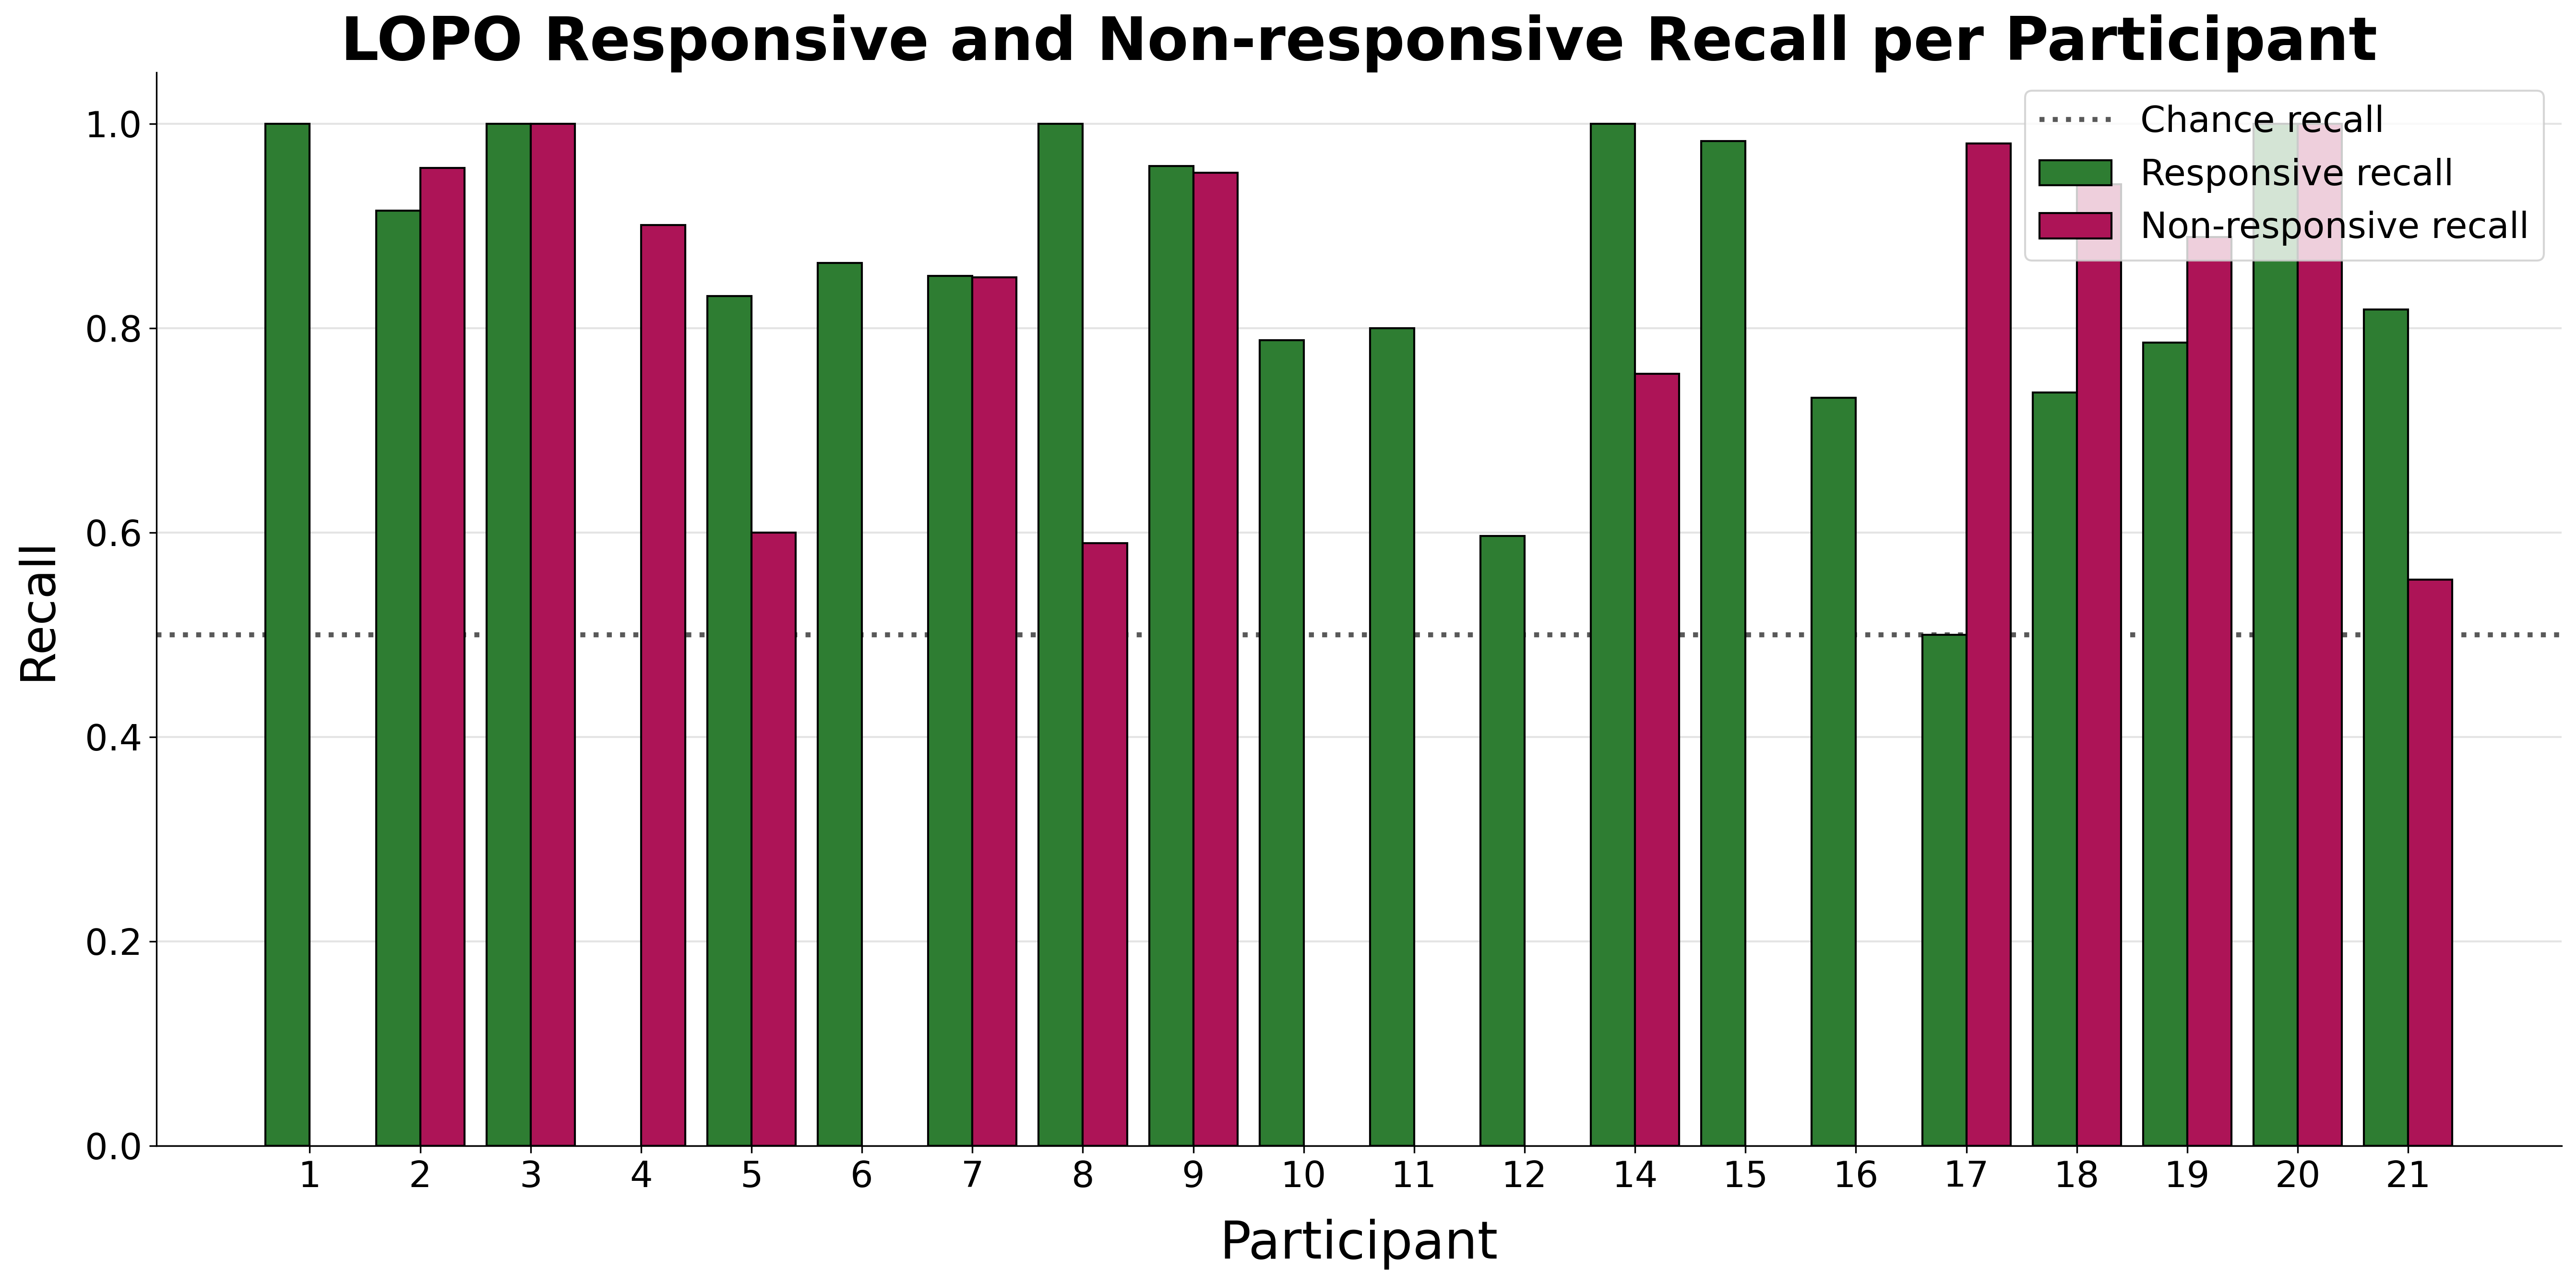 LOPO Responsive and Non-responsive Recall per Participant
Chance recall
Responsive recall
Non-responsive recall
1.0
0.8
0.6
0.4
0.2
0.0
Recall
1 2 3 4 5 6 7 8 9 10 11 12 14 15 16 17 18 19 20 21
Participant